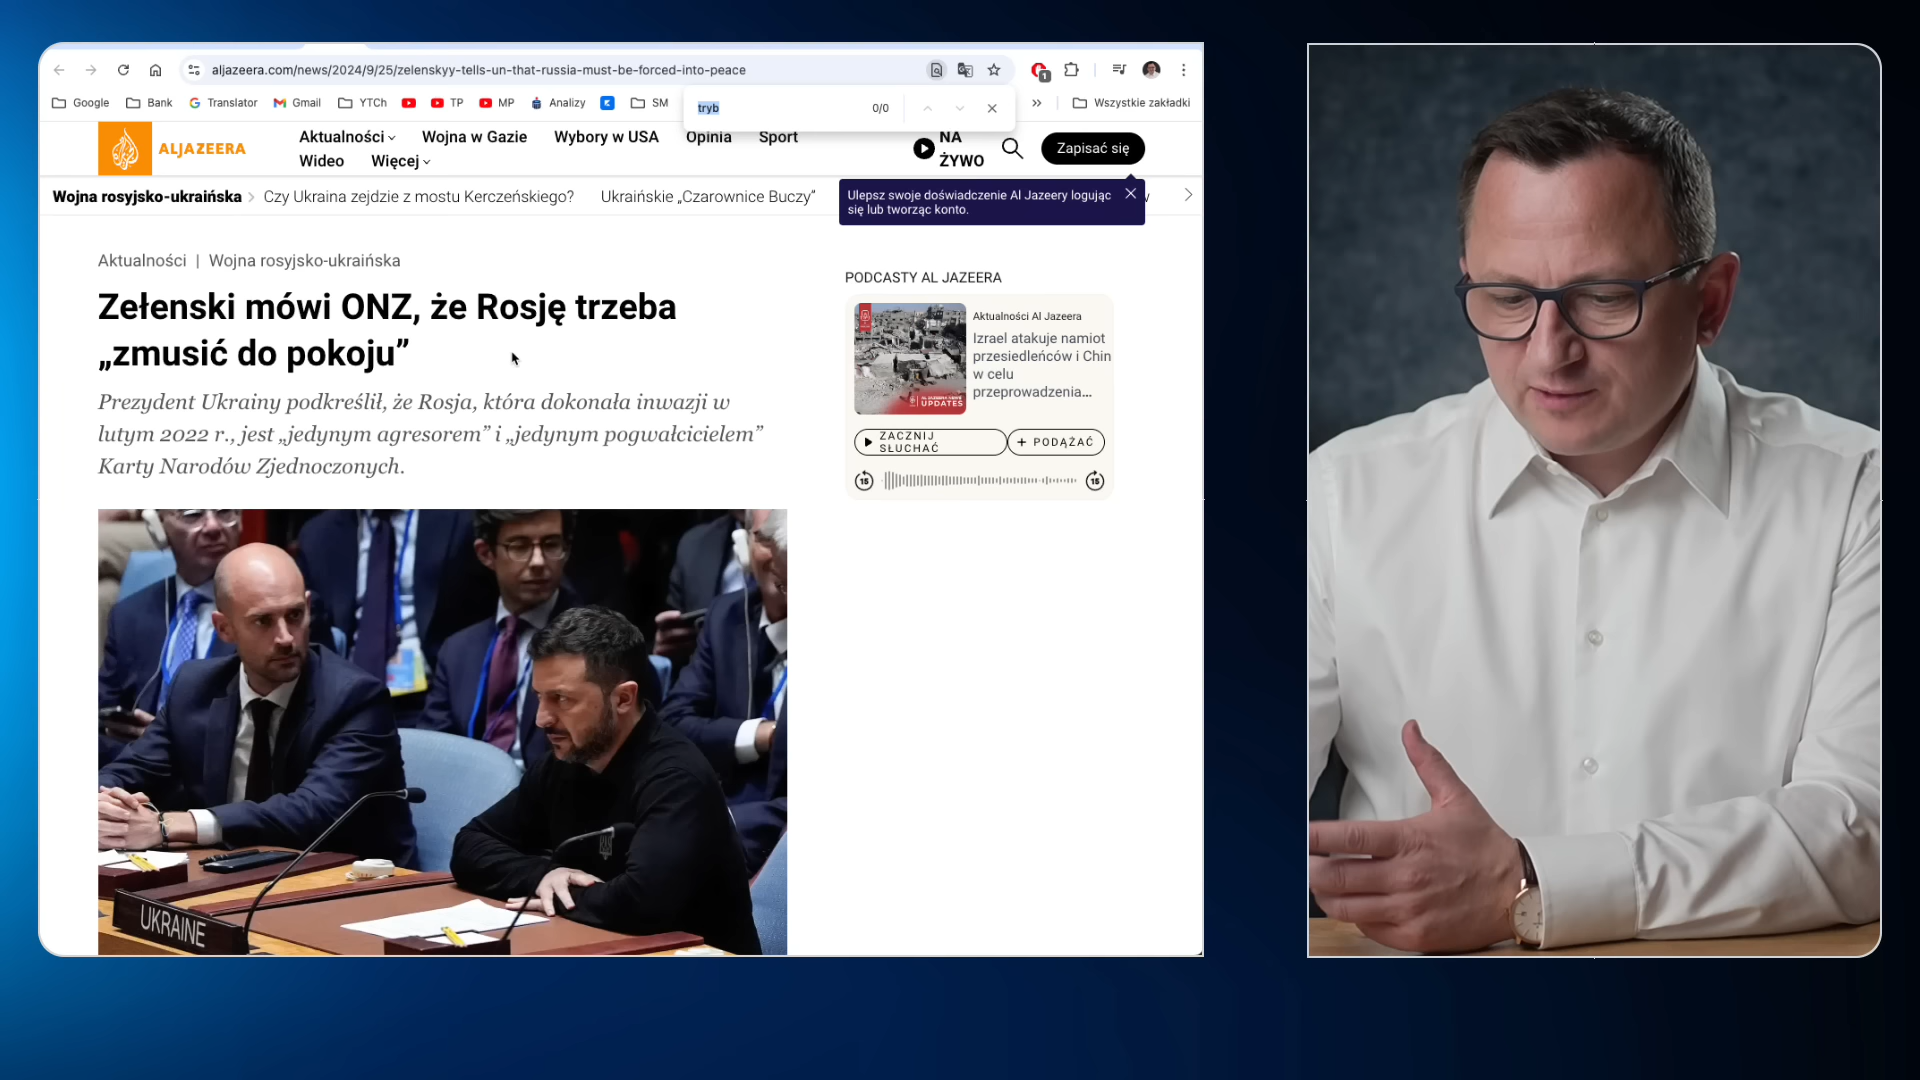 aljazeera.com/news/2024/9/25/zelenskyy-tells-un-that-russia-must-be-forced-into-peace
1
Google Bank Translator Gmail YTCh TP MP Analizy SM Wszystkie zakładki
tryb 0/0
ALJAZEERA
Aktualności Wojna w Gazie Wybory w USA Opinia Sport
Wideo Więcej
NA
ŻYWO
Zapisać się
Wojna rosyjsko-ukraińska Czy Ukraina zejdzie z mostu Kerczeńskiego? Ukraińskie „Czarownice Buczy”
Ulepsz swoje doświadczenie Al Jazeery logując
się lub tworząc konto.
Aktualności | Wojna rosyjsko-ukraińska
Zełenski mówi ONZ, że Rosję trzeba
„zmusić do pokoju”
Prezydent Ukrainy podkreślił, że Rosja, która dokonała inwazji w
lutym 2022 r., jest „jedynym agresorem” i „jedynym pogwałcicielem”
Karty Narodów Zjednoczonych.
PODCASTY AL JAZEERA
Aktualności Al Jazeera
Izrael atakuje namiot
przesiedleńców i Chin
w celu
przeprowadzenia...
UPDATES
ZACZNIJ
SŁUCHAĆ
+ PODĄŻAĆ
15 15
UKRAINE